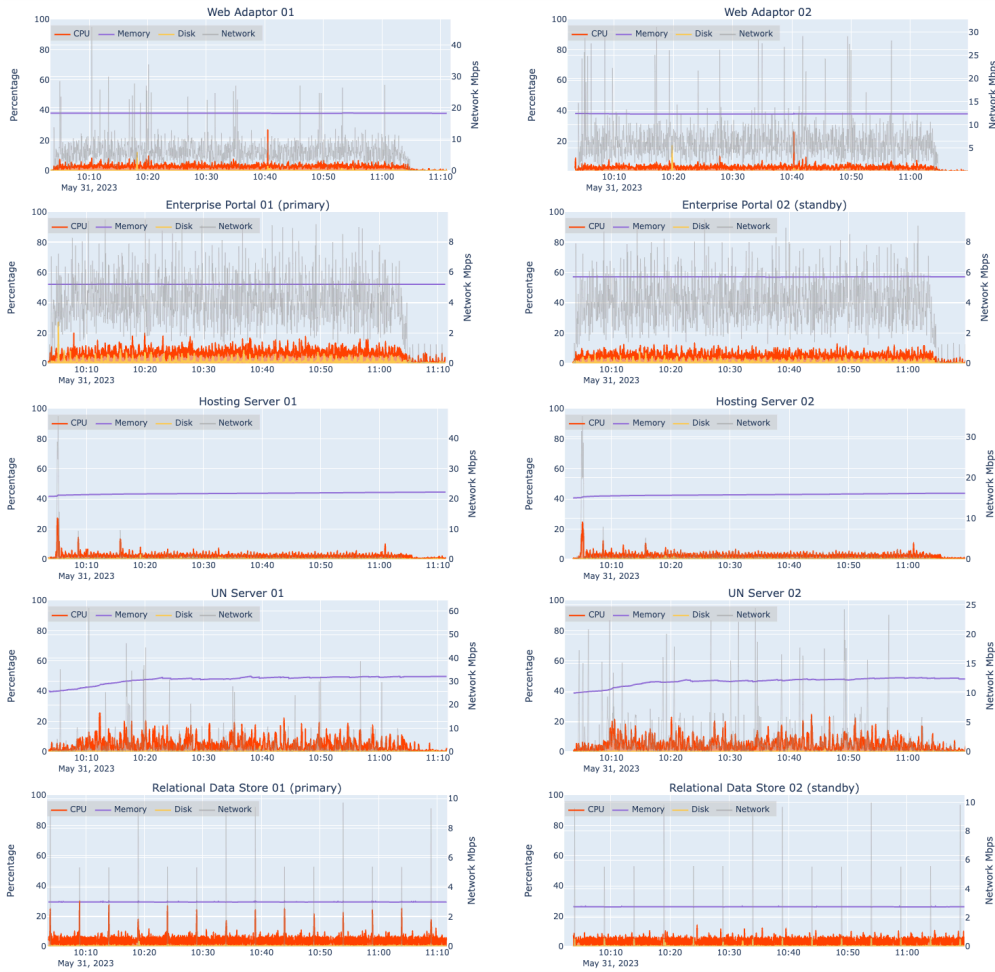 Web Adaptor 01
CPU Memory Disk Network
Percentage
100
80
60
40
20
0
40
30
20
10
0
Network Mbps
10:10 10:20 10:30 10:40 10:50 11:00 11:10
May 31, 2023
Web Adaptor 02
CPU Memory Disk Network
Percentage
100
80
60
40
20
30
25
20
15
10
5
Network Mbps
10:10 10:20 10:30 10:40 10:50 11:00
May 31, 2023
Enterprise Portal 01 (primary)
CPU Memory Disk Network
Percentage
100
80
60
40
20
0
8
6
4
2
0
Network Mbps
10:10 10:20 10:30 10:40 10:50 11:00 11:10
May 31, 2023
Enterprise Portal 02 (standby)
CPU Memory Disk Network
Percentage
100
80
60
40
20
0
8
6
4
2
0
Network Mbps
10:10 10:20 10:30 10:40 10:50 11:00
May 31, 2023
Hosting Server 01
CPU Memory Disk Network
Percentage
100
80
60
40
20
0
40
30
20
10
0
Network Mbps
10:10 10:20 10:30 10:40 10:50 11:00 11:10
May 31, 2023
Hosting Server 02
CPU Memory Disk Network
Percentage
100
80
60
40
20
0
30
20
10
0
Network Mbps
10:10 10:20 10:30 10:40 10:50 11:00
May 31, 2023
UN Server 01
CPU Memory Disk Network
Percentage
100
80
60
40
20
0
60
50
40
30
20
10
0
Network Mbps
10:10 10:20 10:30 10:40 10:50 11:00 11:10
May 31, 2023
UN Server 02
CPU Memory Disk Network
Percentage
100
80
60
40
20
0
25
20
15
10
5
0
Network Mbps
10:10 10:20 10:30 10:40 10:50 11:00
May 31, 2023
Relational Data Store 01 (primary)
CPU Memory Disk Network
Percentage
100
80
60
40
20
0
10
8
6
4
2
0
Network Mbps
10:10 10:20 10:30 10:40 10:50 11:00 11:10
May 31, 2023
Relational Data Store 02 (standby)
CPU Memory Disk Network
Percentage
100
80
60
40
20
0
10
8
6
4
2
0
Network Mbps
10:10 10:20 10:30 10:40 10:50 11:00
May 31, 2023